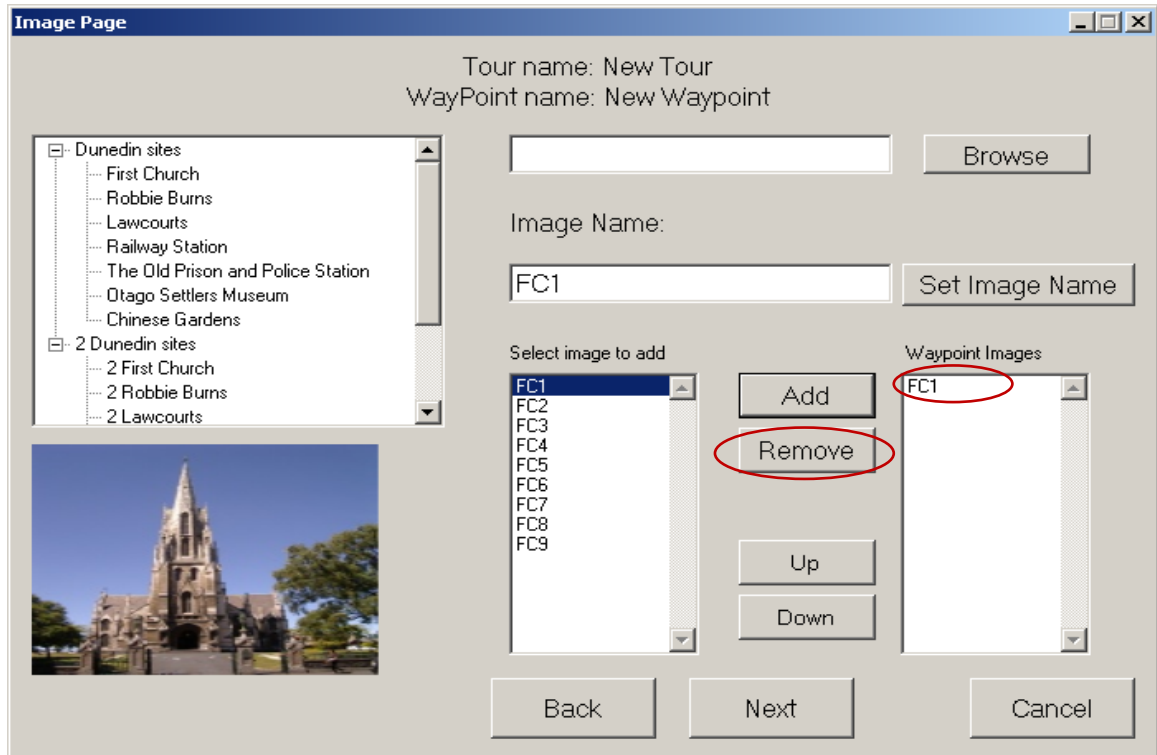 Image Page
Tour name: New Tour
WayPoint name: New Waypoint
Dunedin sites
First Church
Robbie Burns
Lawcourts
Railway Station
The Old Prison and Police Station
Otago Settlers Museum
Chinese Gardens
2 Dunedin sites
2 First Church
2 Robbie Burns
2 Lawcourts
Browse
Image Name:
FC1
Set Image Name
Select image to add
FC1
FC2
FC3
FC4
FC5
FC6
FC7
FC8
FC9
Add
Remove
Up
Down
Waypoint Images
FC1
Back
Next
Cancel